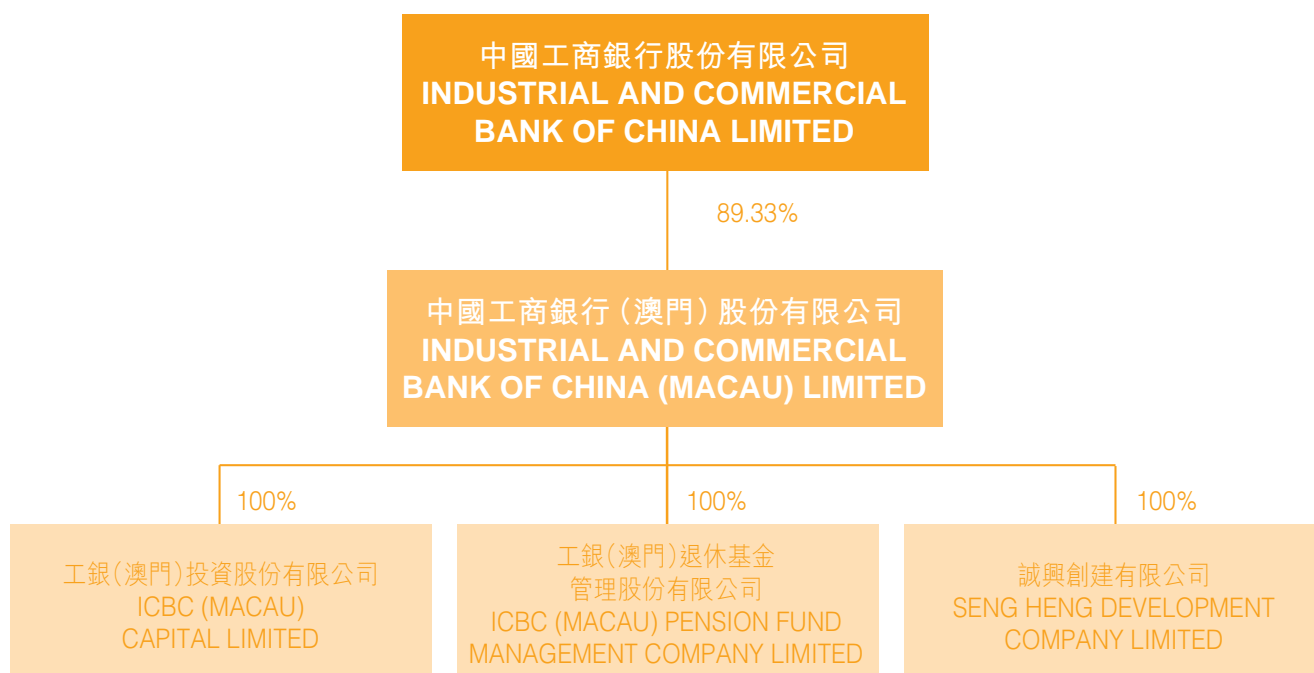 中國工商銀行股份有限公司
INDUSTRIAL AND COMMERCIAL
BANK OF CHINA LIMITED
89.33%
中國工商銀行（澳門）股份有限公司
INDUSTRIAL AND COMMERCIAL
BANK OF CHINA (MACAU) LIMITED
100%
100%
100%
工銀（澳門）投資股份有限公司
ICBC (MACAU)
CAPITAL LIMITED
工銀（澳門）退休基金
管理股份有限公司
ICBC (MACAU) PENSION FUND
MANAGEMENT COMPANY LIMITED
誠興創建有限公司
SENG HENG DEVELOPMENT
COMPANY LIMITED